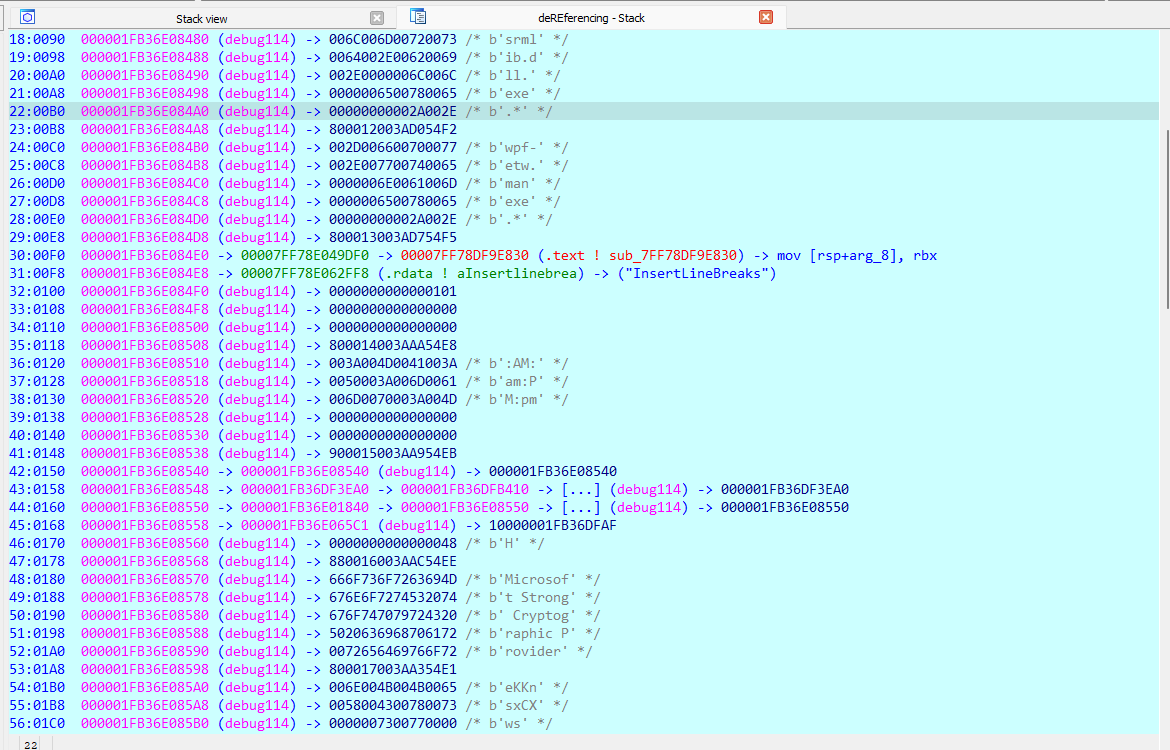 Stack view
deREferencing - Stack
18:0090 000001FB36E08480 (debug114) -> 006C006D00720073 /* b'srml' */
19:0098 000001FB36E08488 (debug114) -> 0064002E00620069 /* b'ib.d' */
20:00A0 000001FB36E08490 (debug114) -> 002E0000006C006C /* b'll.' */
21:00A8 000001FB36E08498 (debug114) -> 0000006500780065 /* b'exe' */
22:00B0 000001FB36E084A0 (debug114) -> 00000000002A002E /* b'.*' */
23:00B8 000001FB36E084A8 (debug114) -> 800012003AD054F2
24:00C0 000001FB36E084B0 (debug114) -> 002D006600700077 /* b'wpf-' */
25:00C8 000001FB36E084B8 (debug114) -> 002E007700740065 /* b'etw.' */
26:00D0 000001FB36E084C0 (debug114) -> 0000006E0061006D /* b'man' */
27:00D8 000001FB36E084C8 (debug114) -> 0000006500780065 /* b'exe' */
28:00E0 000001FB36E084D0 (debug114) -> 00000000002A002E /* b'.*' */
29:00E8 000001FB36E084D8 (debug114) -> 800013003AD754F5
30:00F0 000001FB36E084E0 -> 00007FF78E049DF0 -> 00007FF78DF9E830 (.text ! sub_7FF78DF9E830) -> mov [rsp+arg_8], rbx
31:00F8 000001FB36E084E8 -> 00007FF78E062FF8 (.rdata ! aInsertlinebrea) -> ("InsertLineBreaks")
32:0100 000001FB36E084F0 (debug114) -> 0000000000000101
33:0108 000001FB36E084F8 (debug114) -> 0000000000000000
34:0110 000001FB36E08500 (debug114) -> 0000000000000000
35:0118 000001FB36E08508 (debug114) -> 800014003AAA54E8
36:0120 000001FB36E08510 (debug114) -> 003A004D0041003A /* b':AM:' */
37:0128 000001FB36E08518 (debug114) -> 0050003A006D0061 /* b'am:P' */
38:0130 000001FB36E08520 (debug114) -> 006D0070003A004D /* b'M:pm' */
39:0138 000001FB36E08528 (debug114) -> 0000000000000000
40:0140 000001FB36E08530 (debug114) -> 0000000000000000
41:0148 000001FB36E08538 (debug114) -> 900015003AA954EB
42:0150 000001FB36E08540 -> 000001FB36E08540 (debug114) -> 000001FB36E08540
43:0158 000001FB36E08548 -> 000001FB36DF3EA0 -> 000001FB36DFB410 -> [...] (debug114) -> 000001FB36DF3EA0
44:0160 000001FB36E08550 -> 000001FB36E01840 -> 000001FB36E08550 -> [...] (debug114) -> 000001FB36E08550
45:0168 000001FB36E08558 -> 000001FB36E065C1 (debug114) -> 10000001FB36DFAF
46:0170 000001FB36E08560 (debug114) -> 0000000000000048 /* b'H' */
47:0178 000001FB36E08568 (debug114) -> 880016003AAC54EE
48:0180 000001FB36E08570 (debug114) -> 666F736F7263694D /* b'Microsof' */
49:0188 000001FB36E08578 (debug114) -> 676E6F7274532074 /* b't Strong' */
50:0190 000001FB36E08580 (debug114) -> 676F747079724320 /* b' Cryptog' */
51:0198 000001FB36E08588 (debug114) -> 5020636968706172 /* b'raphic P' */
52:01A0 000001FB36E08590 (debug114) -> 0072656469766F72 /* b'rovider' */
53:01A8 000001FB36E08598 (debug114) -> 800017003AA354E1
54:01B0 000001FB36E085A0 (debug114) -> 006E004B004B0065 /* b'eKKn' */
55:01B8 000001FB36E085A8 (debug114) -> 0058004300780073 /* b'sxCX' */
56:01C0 000001FB36E085B0 (debug114) -> 0000007300770000 /* b'ws' */
22